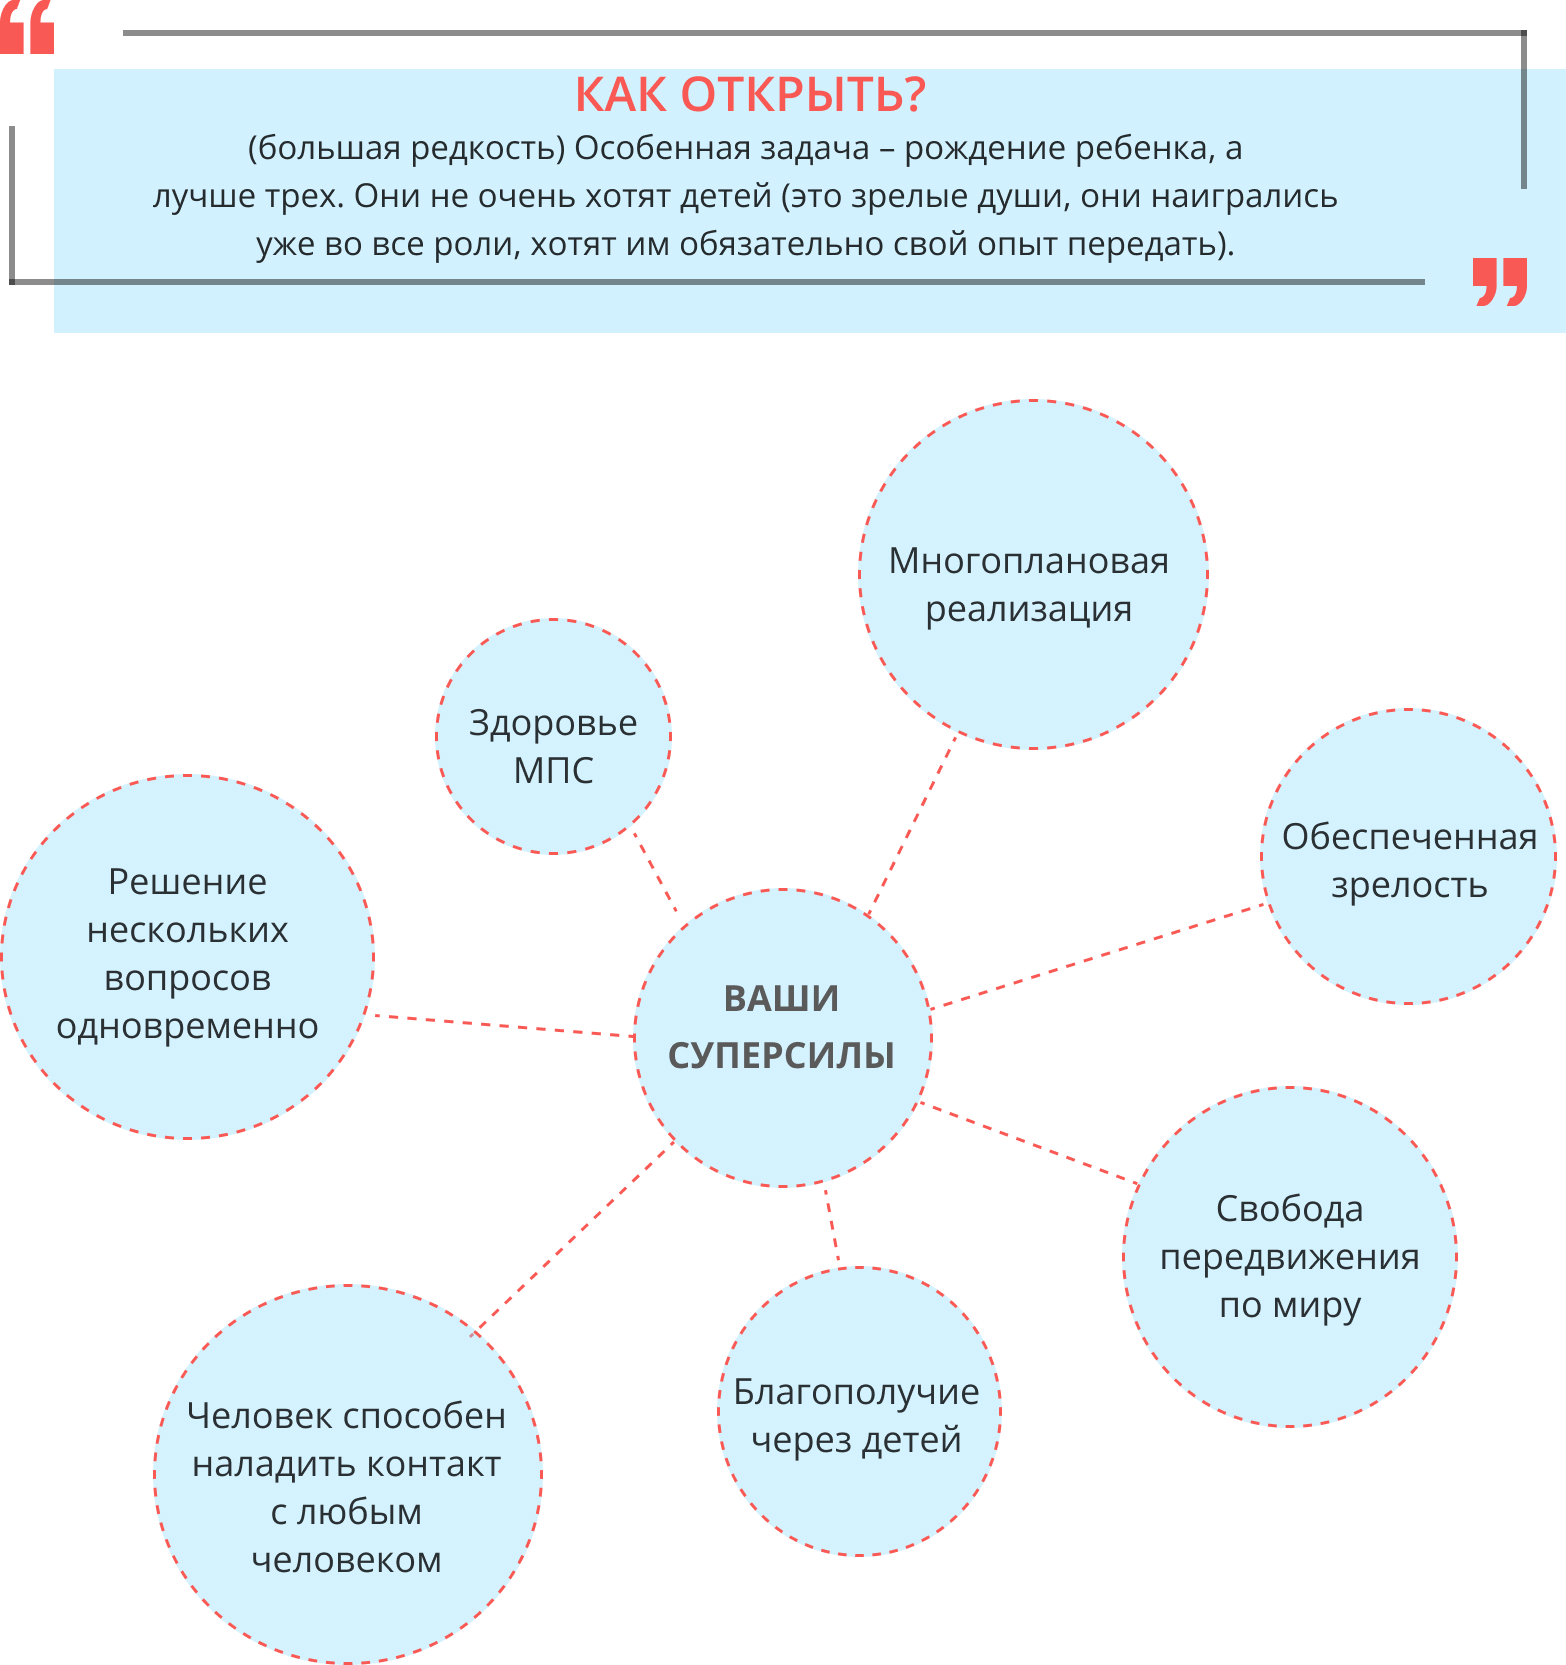 КАК ОТКРЫТЬ?
(большая редкость) Особенная задача – рождение ребенка, а
лучше трех. Они не очень хотят детей (это зрелые души, они наигрались
уже во все роли, хотят им обязательно свой опыт передать).
Многоплановая
реализация
Здоровье
МПС
Обеспеченная
зрелость
Решение
нескольких
вопросов
одновременно
ВАШИ
СУПЕРСИЛЫ
Свобода
передвижения
по миру
Благополучие
через детей
Человек способен
наладить контакт
с любым
человеком